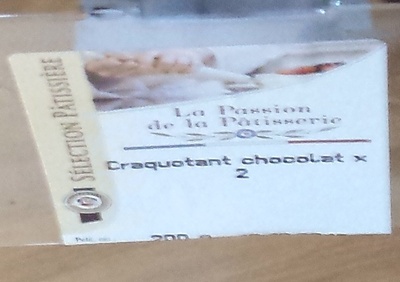 SÉLECTION PÂTISSIÈRE
La Passion
de la Pâtisserie
Craquotant chocolat x
2